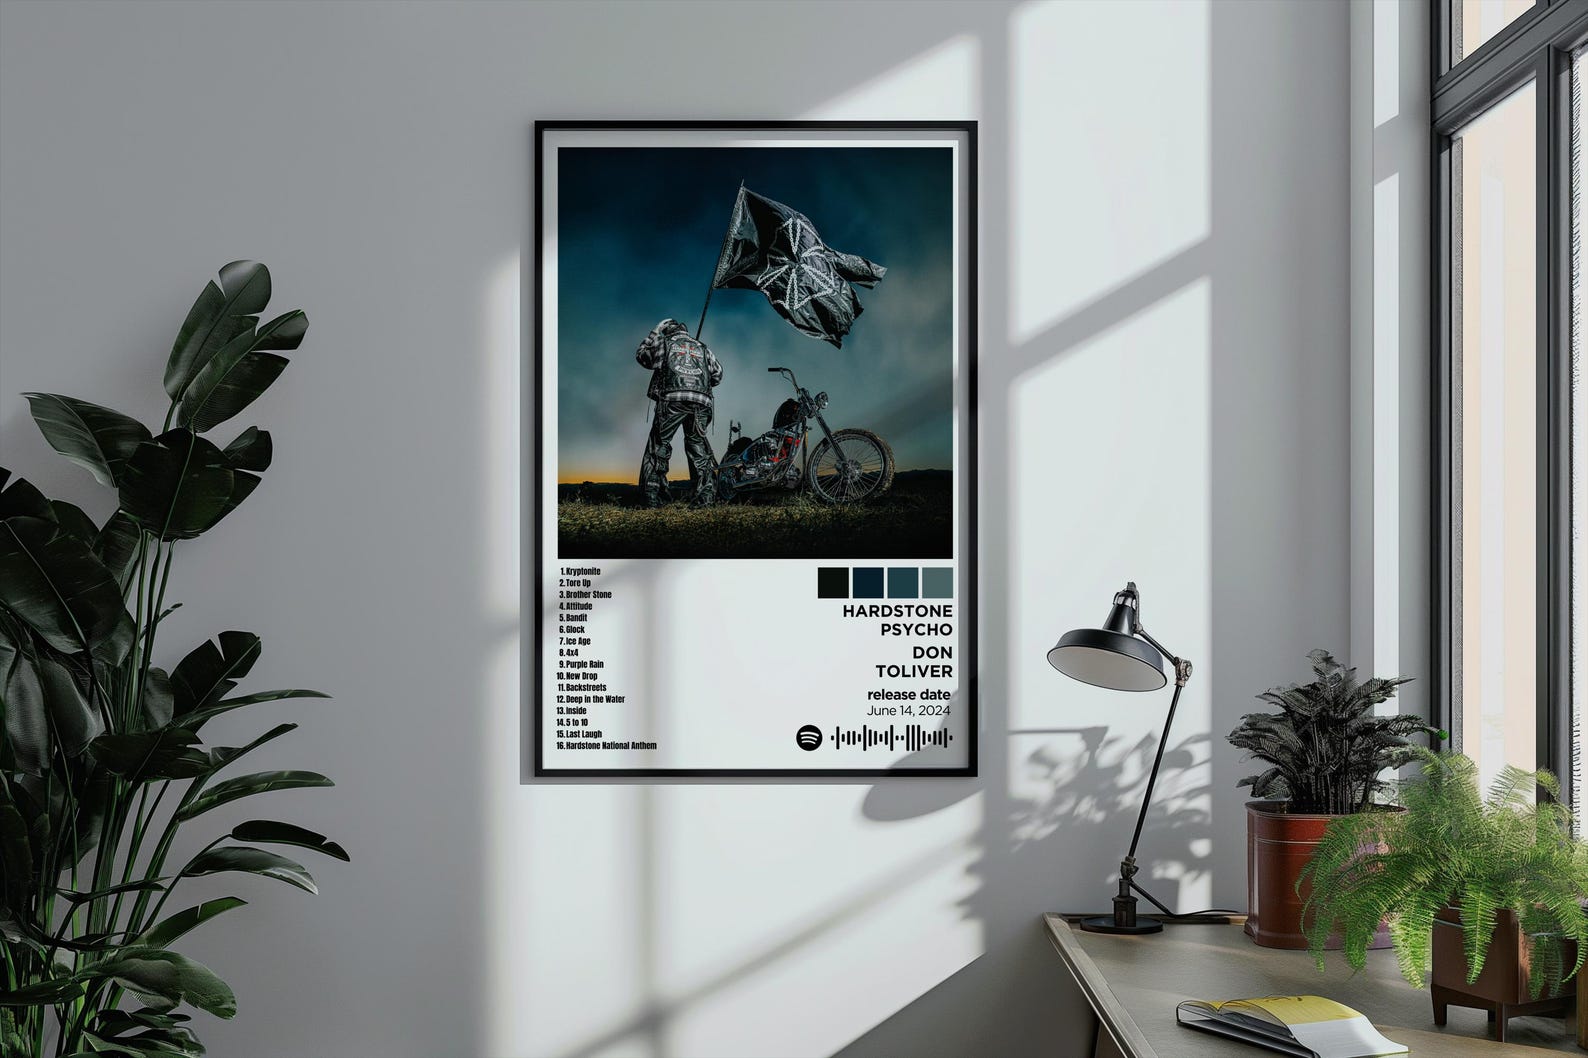 1. Kryptonite
2. Tore Up
3. Brother Stone
4. Attitude
5. Bandit
6. Glock
7. Ice Age
8. 4x4
9. Purple Rain
10. New Drop
11. Backstreets
12. Deep in the Water
13. Inside
14. 5 to 10
15. Last Laugh
16. Hardstone National Anthem
HARDSTONE
PSYCHO
DON
TOLIVER
release date
June 14, 2024